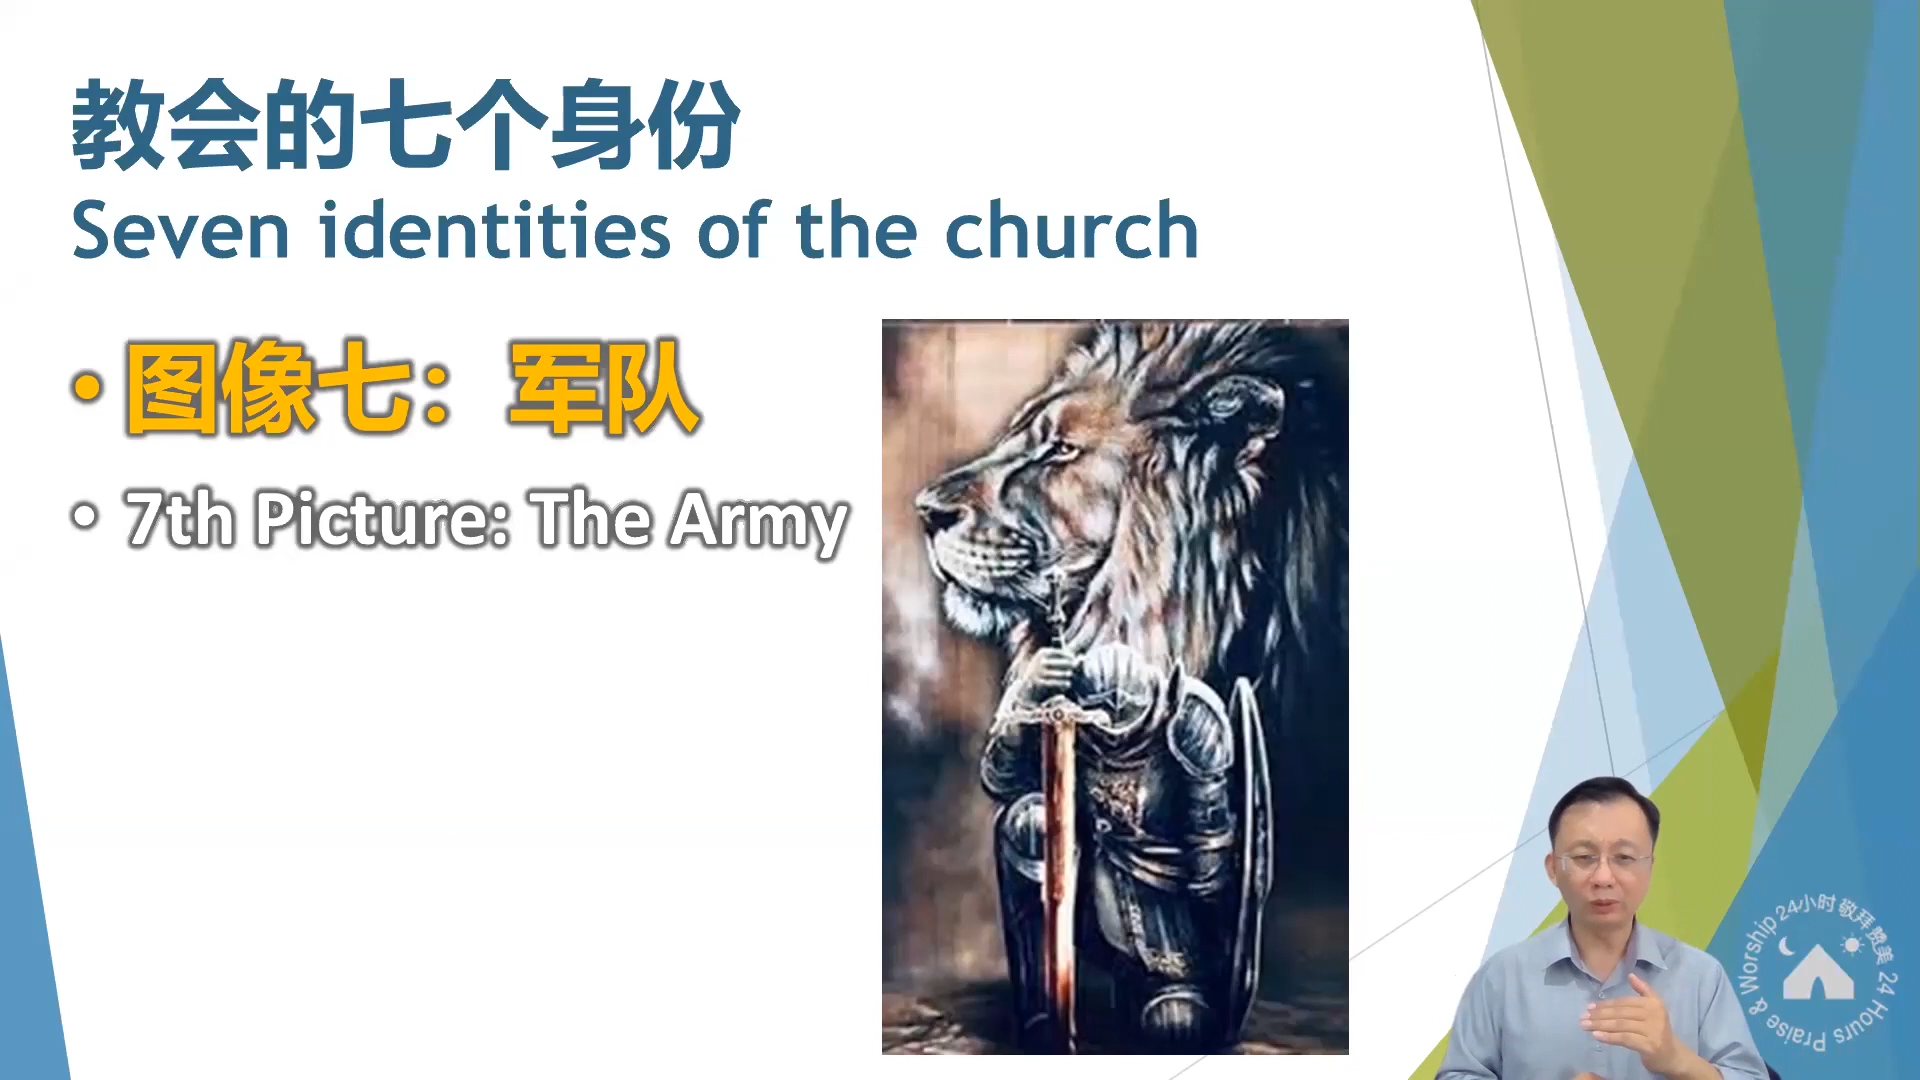 教会的七个身份
Seven identities of the church
• 图像七：军队
• 7th Picture: The Army
24小时敬拜赞美
24 Hours Praise & Worship